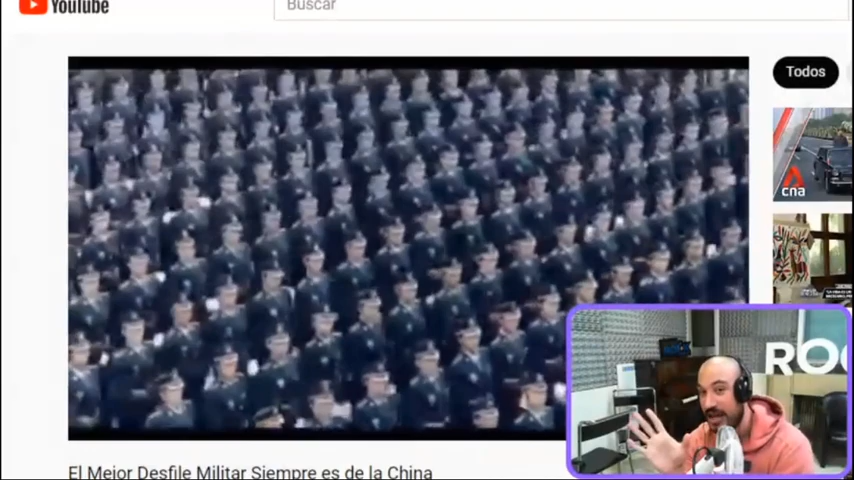 YouTube
Buscar
Todos
cna
ROC
El Mejor Desfile Militar Siempre es de la China